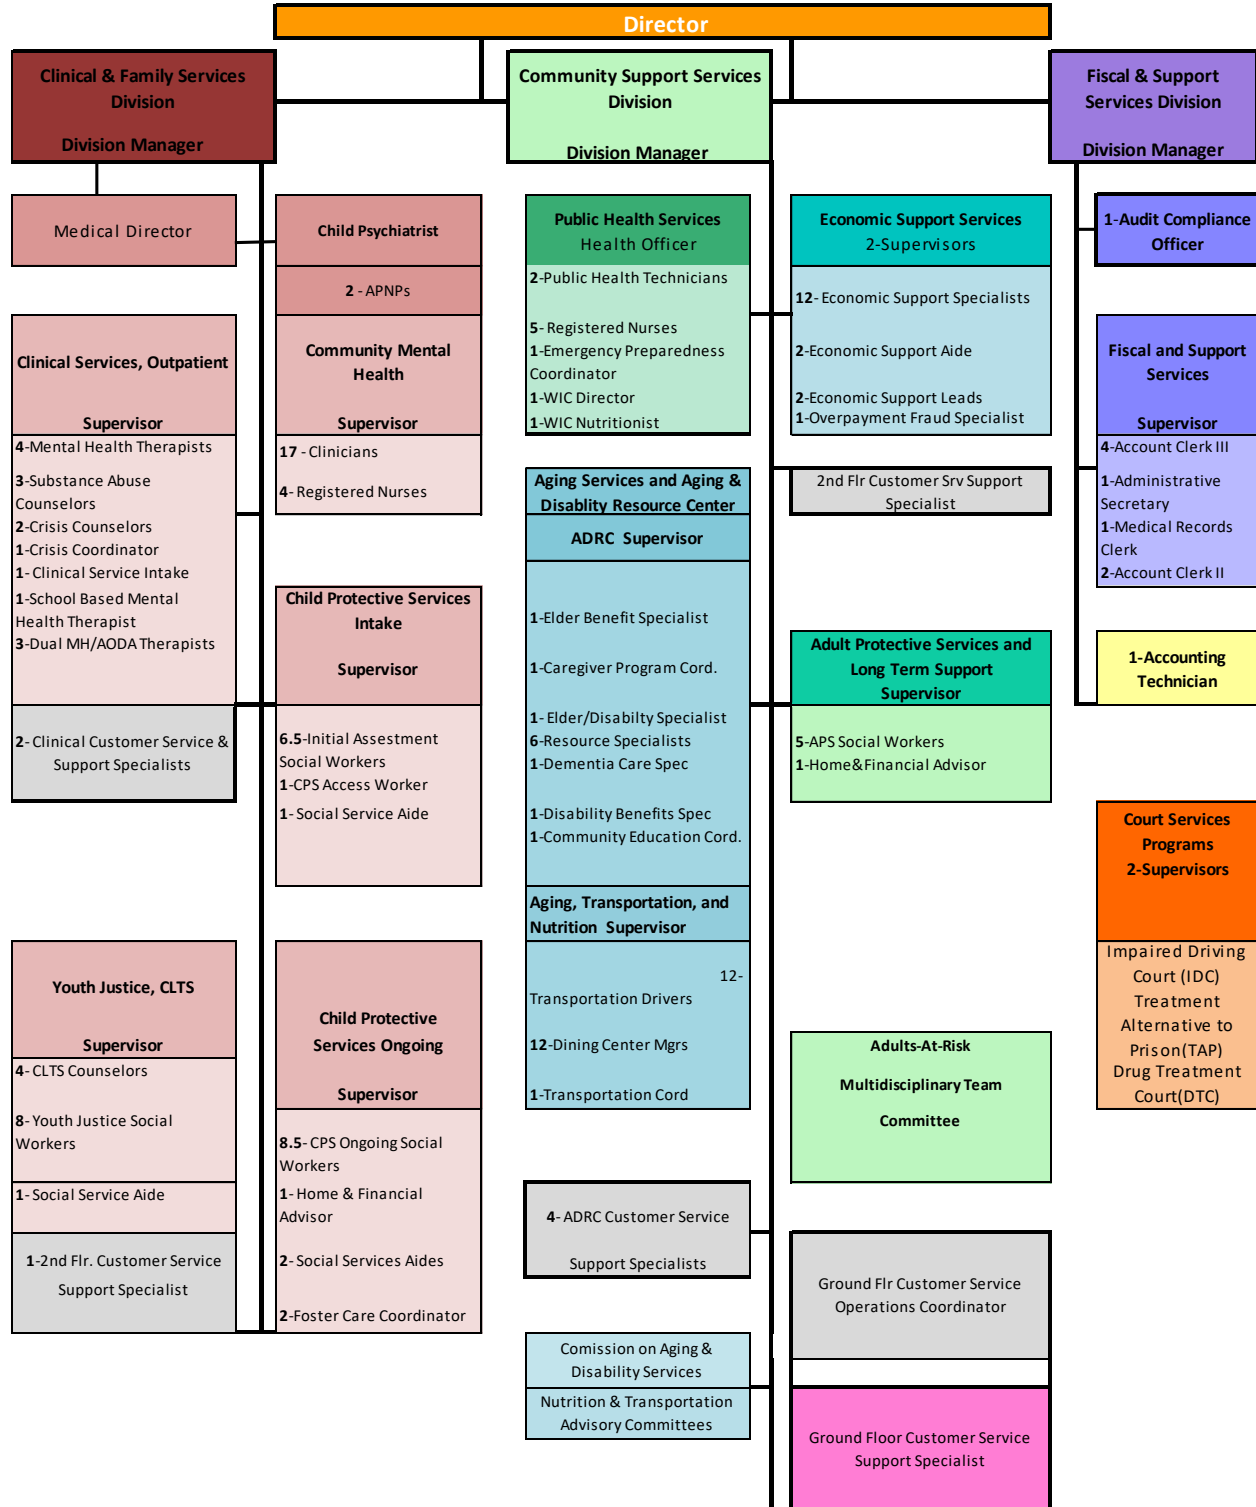 Director
Clinical & Family Services
Division
Division Manager
Community Support Services
Division
Division Manager
Fiscal & Support
Services Division
Division Manager
Medical Director
Child Psychiatrist
2 - APNPs
Clinical Services, Outpatient
Supervisor
4-Mental Health Therapists
3-Substance Abuse
Counselors
2-Crisis Counselors
1-Crisis Coordinator
1- Clinical Service Intake
1-School Based Mental
Health Therapist
3-Dual MH/AODA Therapists
2- Clinical Customer Service &
Support Specialists
Community Mental
Health
Supervisor
17 - Clinicians
4- Registered Nurses
Child Protective Services
Intake
Supervisor
6.5-Initial Assestment
Social Workers
1-CPS Access Worker
1- Social Service Aide
Youth Justice, CLTS
Supervisor
4- CLTS Counselors
8-Youth Justice Social
Workers
1- Social Service Aide
1-2nd Flr. Customer Service
Support Specialist
Child Protective
Services Ongoing
Supervisor
8.5- CPS Ongoing Social
Workers
1- Home & Financial
Advisor
2- Social Services Aides
2-Foster Care Coordinator
Public Health Services
Health Officer
2-Public Health Technicians
5- Registered Nurses
1-Emergency Preparedness
Coordinator
1-WIC Director
1-WIC Nutritionist
Aging Services and Aging &
Disablity Resource Center
ADRC Supervisor
1-Elder Benefit Specialist
1-Caregiver Program Cord.
1- Elder/Disabilty Specialist
6-Resource Specialists
1-Dementia Care Spec
1-Disability Benefits Spec
1-Community Education Cord.
Aging, Transportation, and
Nutrition Supervisor
12-
Transportation Drivers
12-Dining Center Mgrs
1-Transportation Cord
4- ADRC Customer Service
Support Specialists
Comission on Aging &
Disability Services
Nutrition & Transportation
Advisory Committees
Economic Support Services
2-Supervisors
12- Economic Support Specialists
2-Economic Support Aide
2-Economic Support Leads
1-Overpayment Fraud Specialist
2nd Flr Customer Srv Support
Specialist
Adult Protective Services and
Long Term Support
Supervisor
5-APS Social Workers
1-Home&Financial Advisor
Adults-At-Risk
Multidisciplinary Team
Committee
Ground Flr Customer Service
Operations Coordinator
Ground Floor Customer Service
Support Specialist
1-Audit Compliance
Officer
Fiscal and Support
Services
Supervisor
4-Account Clerk III
1-Administrative
Secretary
1-Medical Records
Clerk
2-Account Clerk II
1-Accounting
Technician
Court Services
Programs
2-Supervisors
Impaired Driving
Court (IDC)
Treatment
Alternative to
Prison(TAP)
Drug Treatment
Court(DTC)